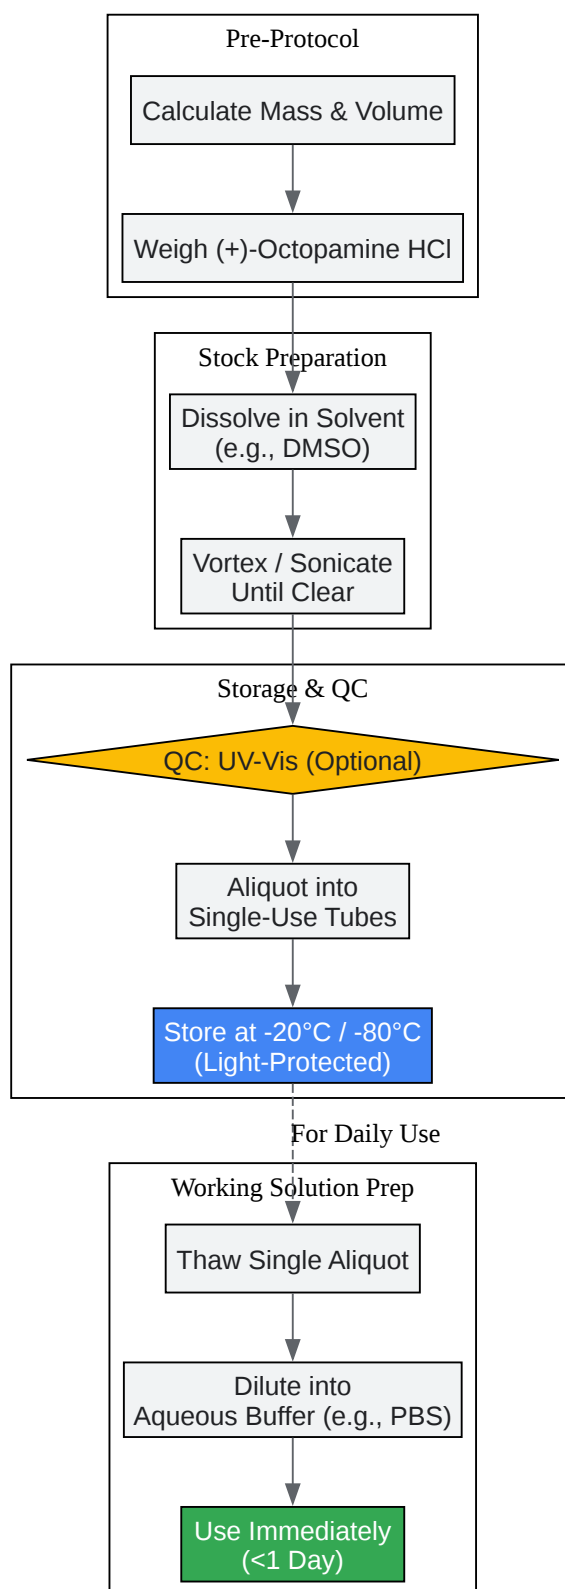 Pre-Protocol
Calculate Mass & Volume
Weigh (+)-Octopamine HCl
Stock Preparation
Dissolve in Solvent
(e.g., DMSO)
Vortex / Sonicate
Until Clear
Storage & QC
QC: UV-Vis (Optional)
Aliquot into
Single-Use Tubes
Store at -20°C / -80°C
(Light-Protected)
For Daily Use
Working Solution Prep
Thaw Single Aliquot
Dilute into
Aqueous Buffer (e.g., PBS)
Use Immediately
(<1 Day)